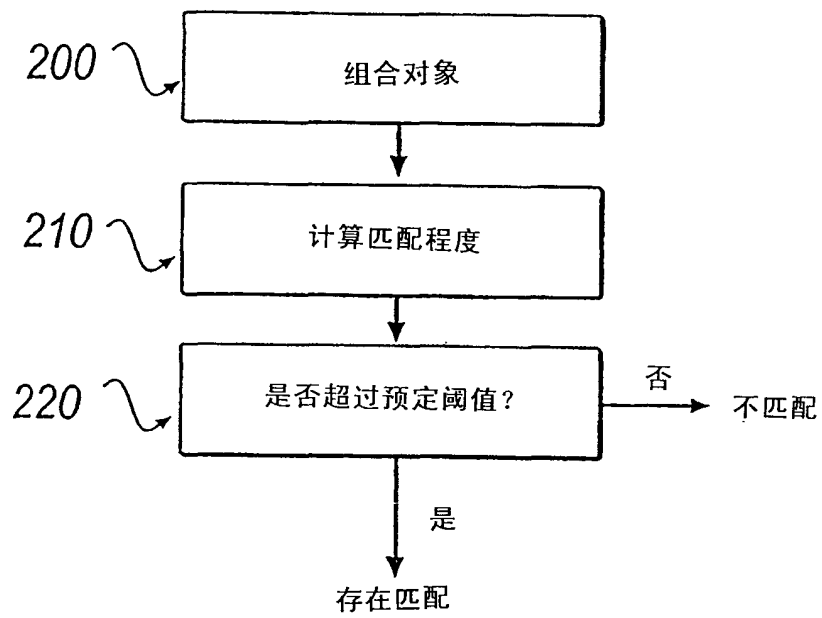 200
组合对象
210
计算匹配程度
220
是否超过预定阈值?
否
不匹配
是
存在匹配